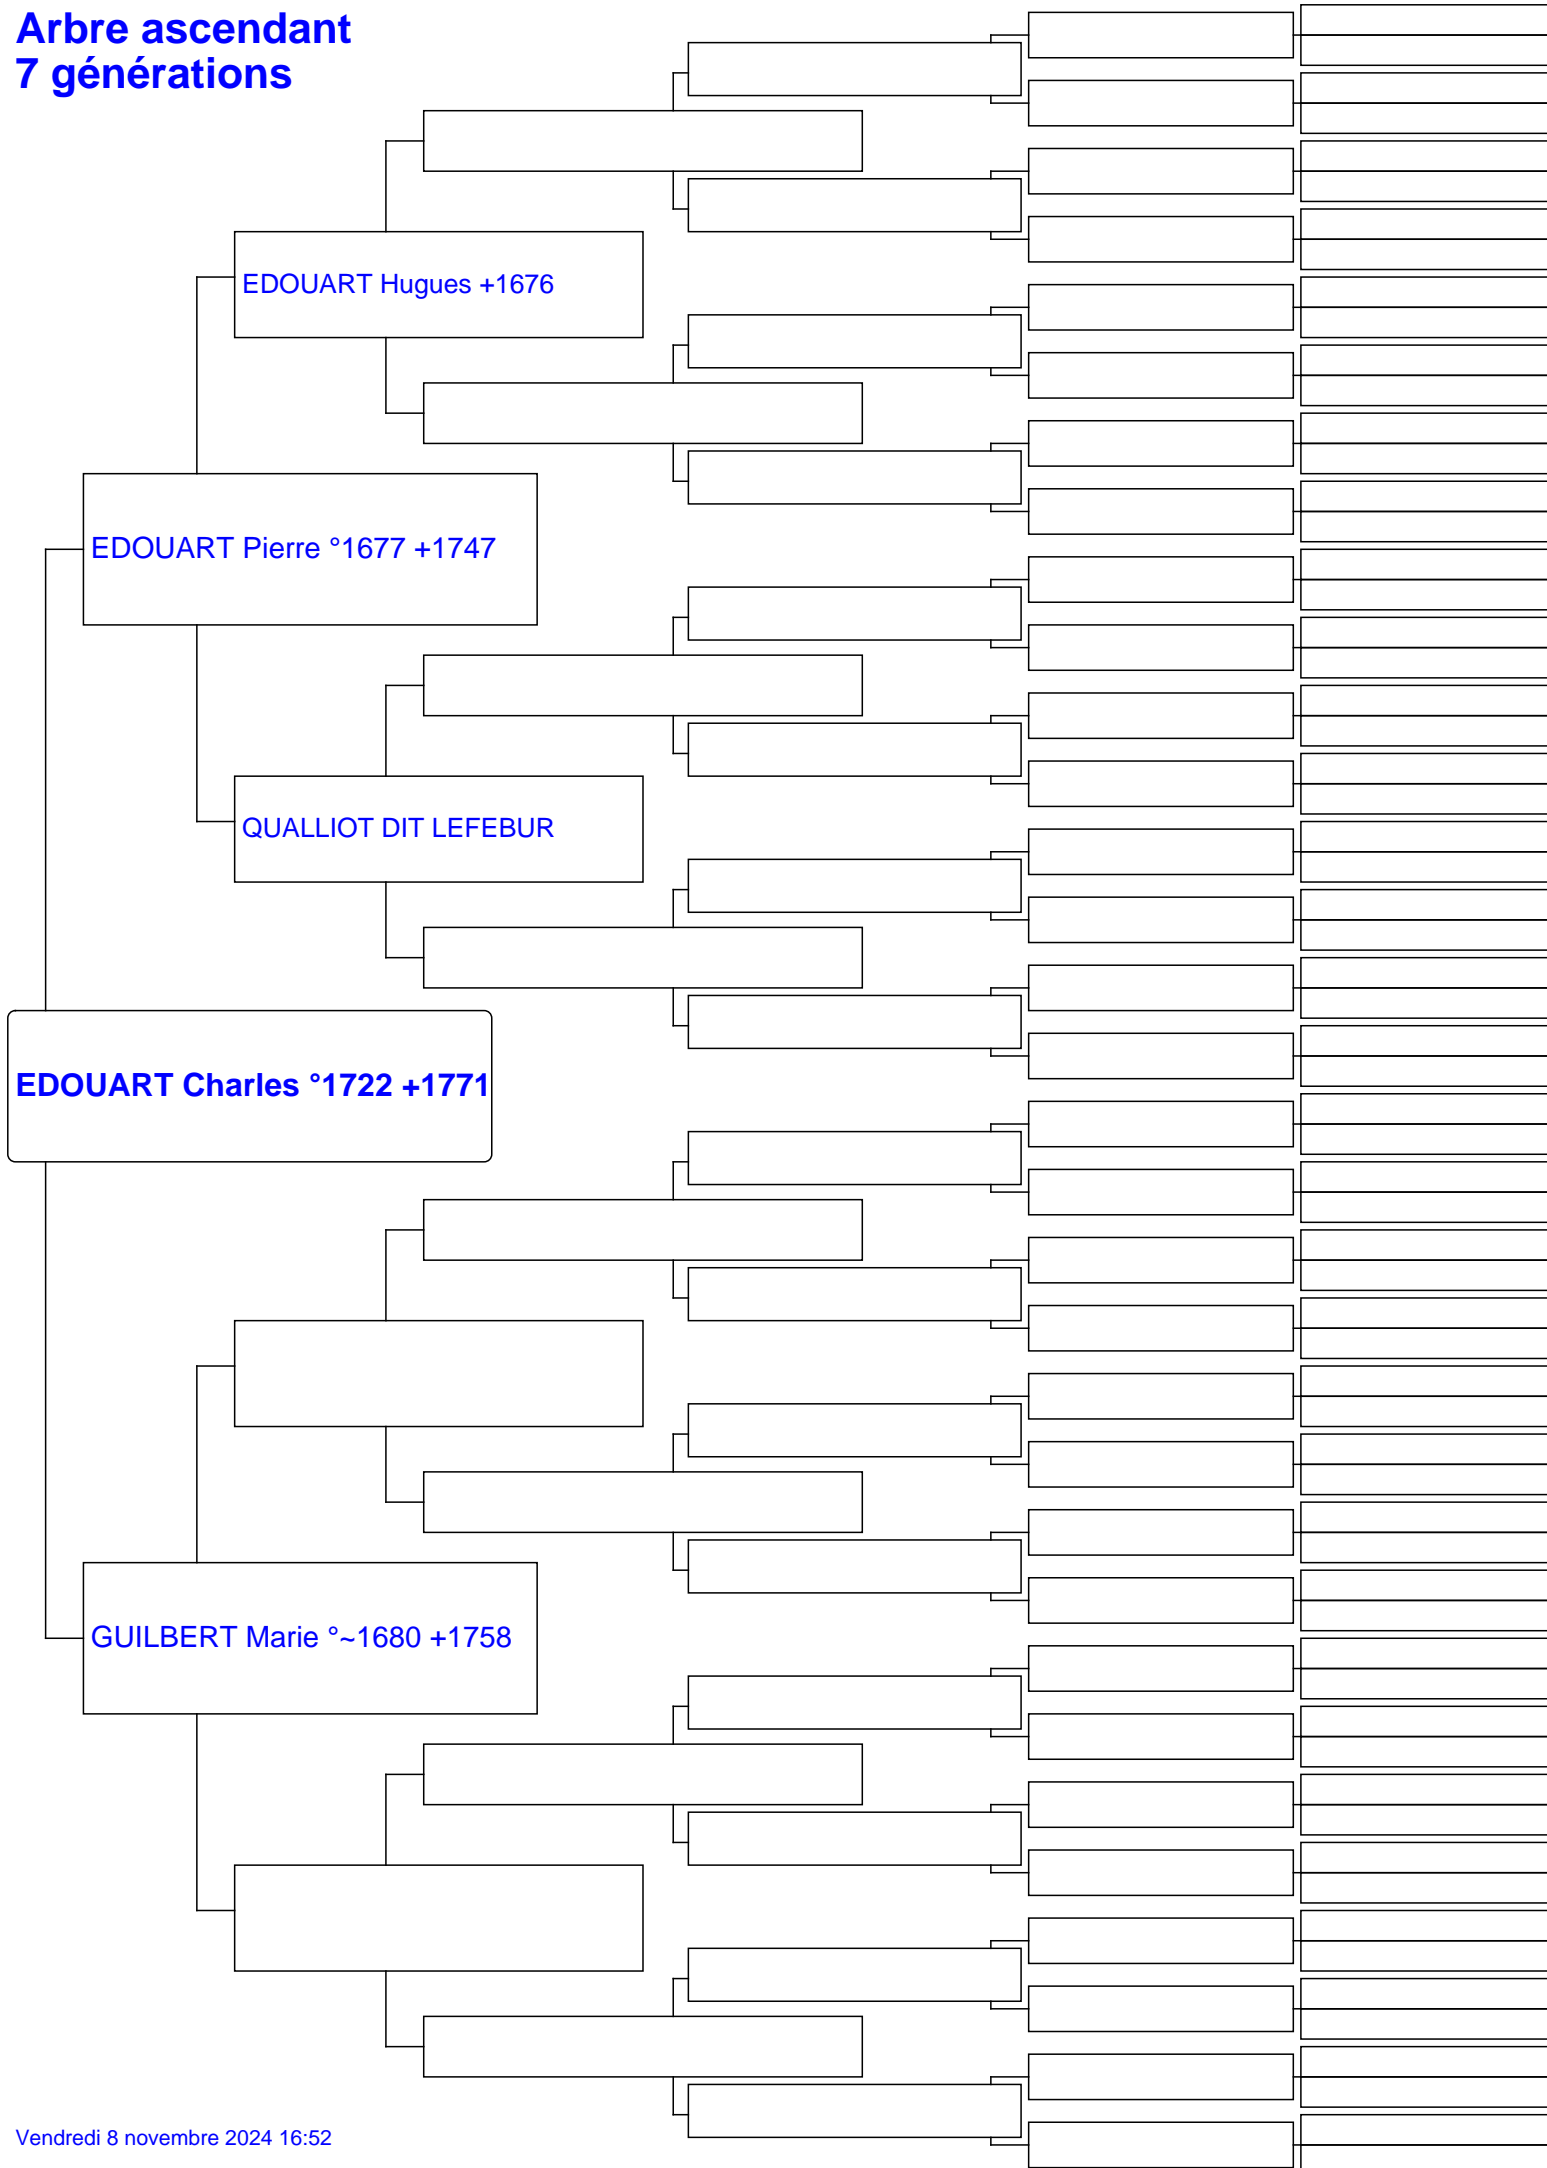 Arbre ascendant
7 générations
EDOUART Hugues +1676
EDOUART Pierre °1677 +1747
QUALLIOT DIT LEFEBUR
EDOUART Charles °1722 +1771
GUILBERT Marie °~1680 +1758
Vendredi 8 novembre 2024 16:52